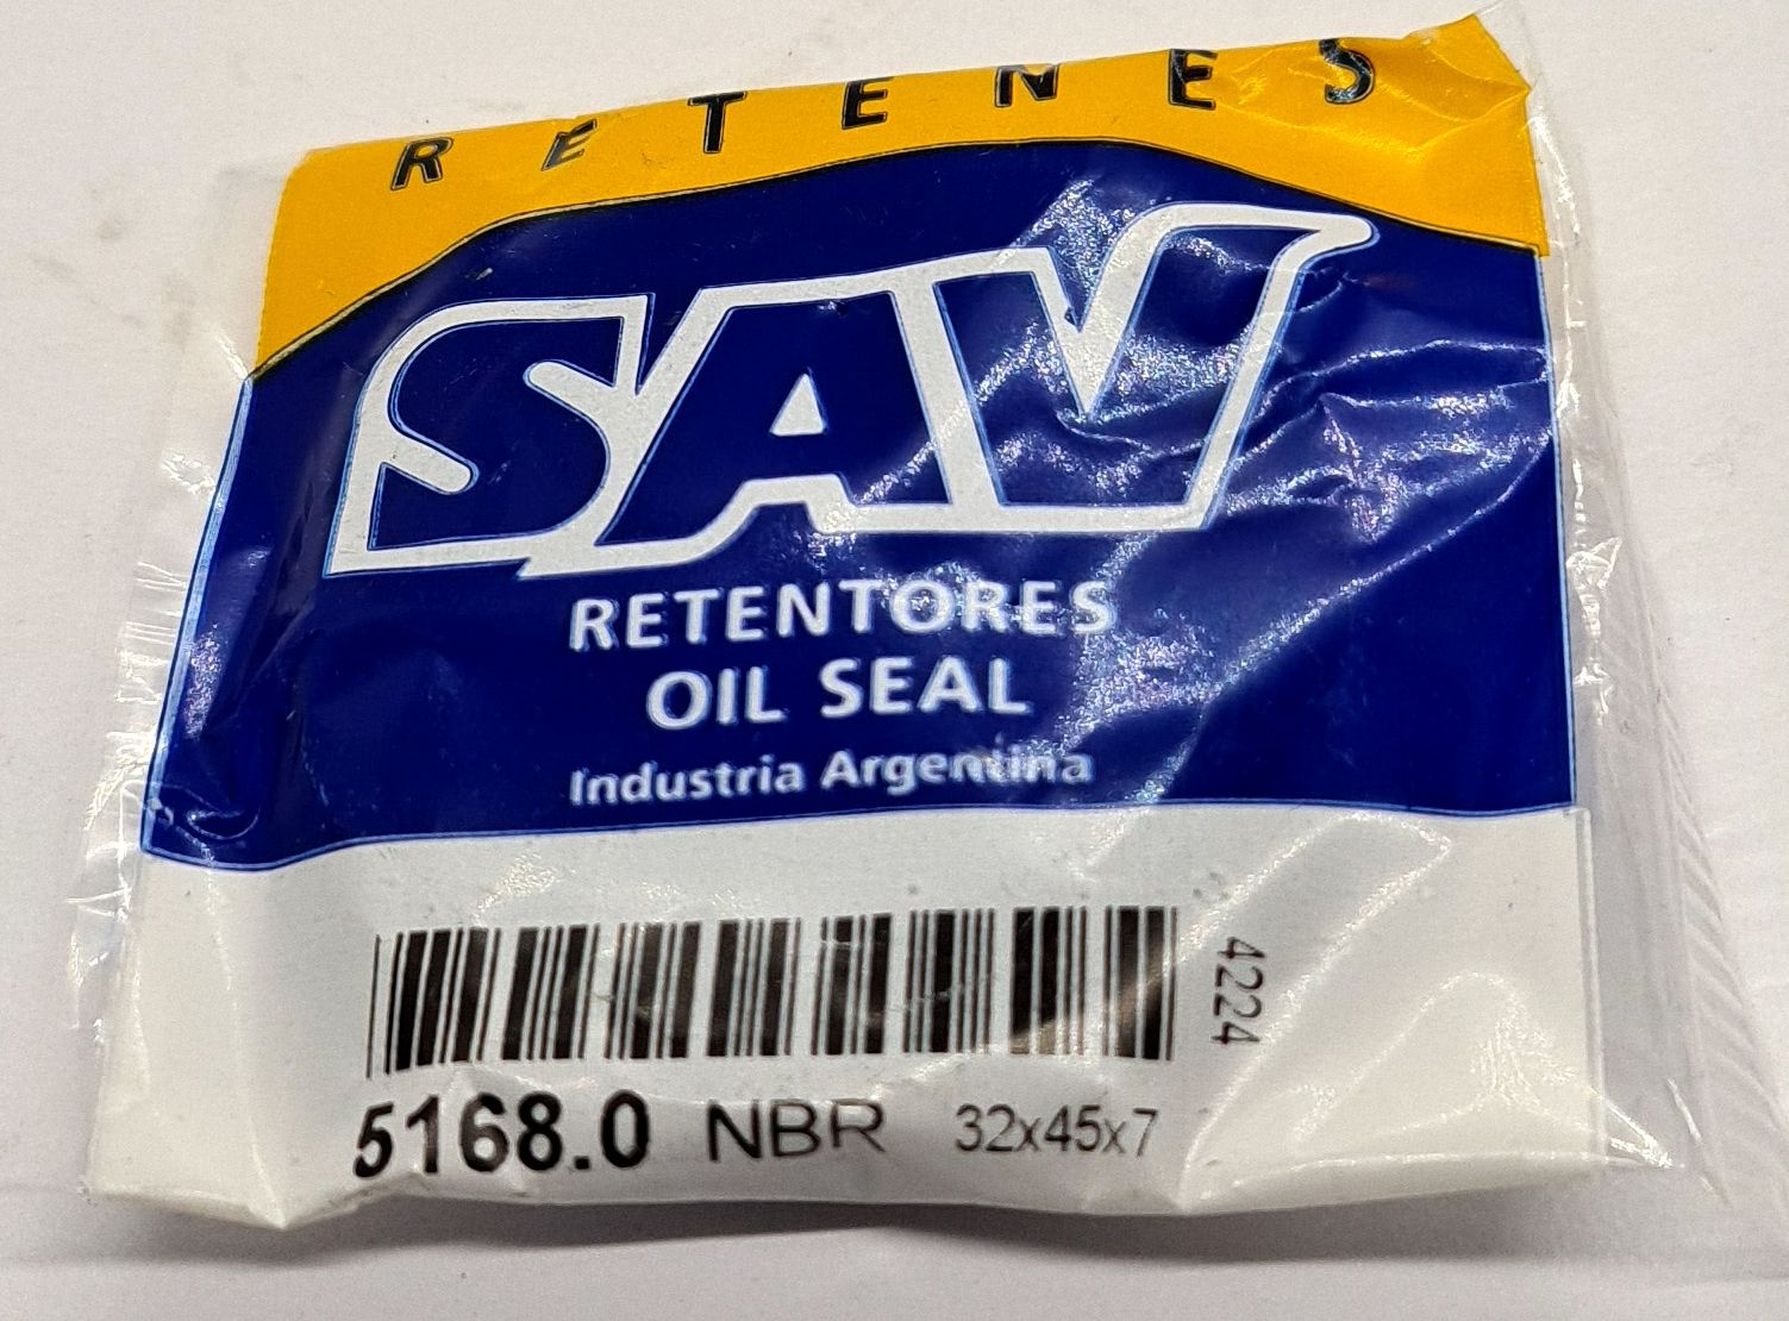 RETENES
SAV
RETENTORES
OIL SEAL
Industria Argentina
4224
5168.0 NBR 32x45x7